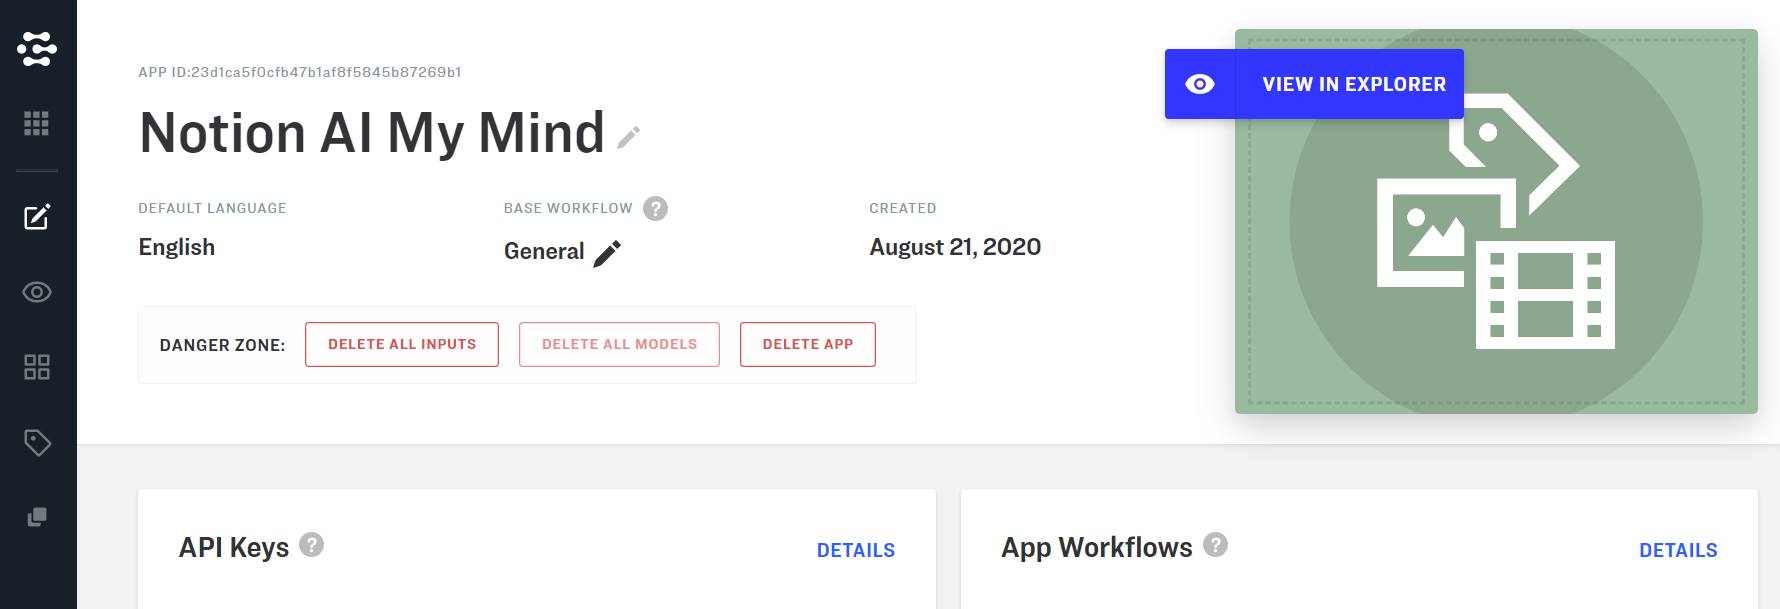 APP ID:23d1ca5f0cfb47b1af8f5845b87269b1
VIEW IN EXPLORER
Notion AI My Mind
DEFAULT LANGUAGE
BASE WORKFLOW ?
CREATED
English
General
August 21, 2020
DANGER ZONE: DELETE ALL INPUTS DELETE ALL MODELS DELETE APP
API Keys ? DETAILS
App Workflows ? DETAILS